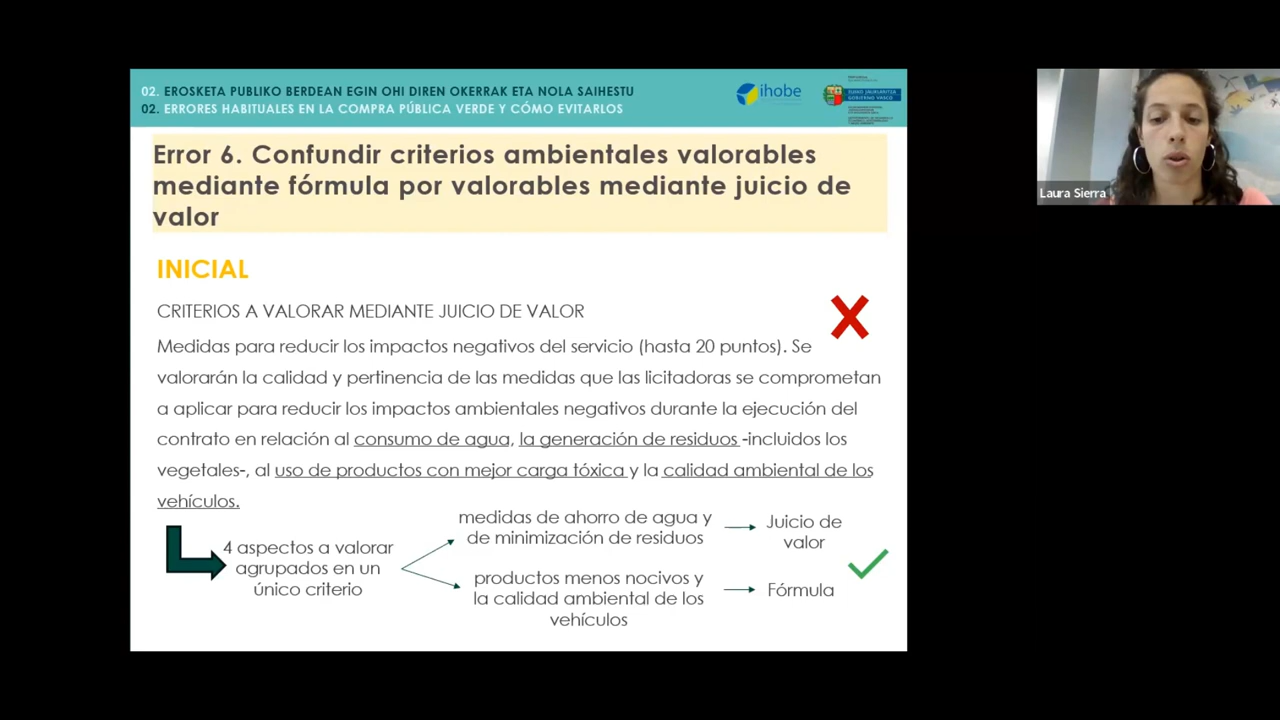 02. EROSKETA PUBLIKO BERDEAN EGIN OHI DIREN OKERRAK ETA NOLA SAIHESTU
02. ERRORES HABITUALES EN LA COMPRA PÚBLICA VERDE Y CÓMO EVITARLOS
ihobe
EUSKO JAURLARITZA
GOBIERNO VASCO
Error 6. Confundir criterios ambientales valorables
mediante fórmula por valorables mediante juicio de
valor
Laura Sierra
INICIAL
CRITERIOS A VALORAR MEDIANTE JUICIO DE VALOR
Medidas para reducir los impactos negativos del servicio (hasta 20 puntos). Se
valorarán la calidad y pertinencia de las medidas que las licitadoras se comprometan
a aplicar para reducir los impactos ambientales negativos durante la ejecución del
contrato en relación al consumo de agua, la generación de residuos -incluidos los
vegetales-, al uso de productos con mejor carga tóxica y la calidad ambiental de los
vehículos.
4 aspectos a valorar
agrupados en un
único criterio
medidas de ahorro de agua y
de minimización de residuos
Juicio de
valor
productos menos nocivos y
la calidad ambiental de los
vehículos
Fórmula